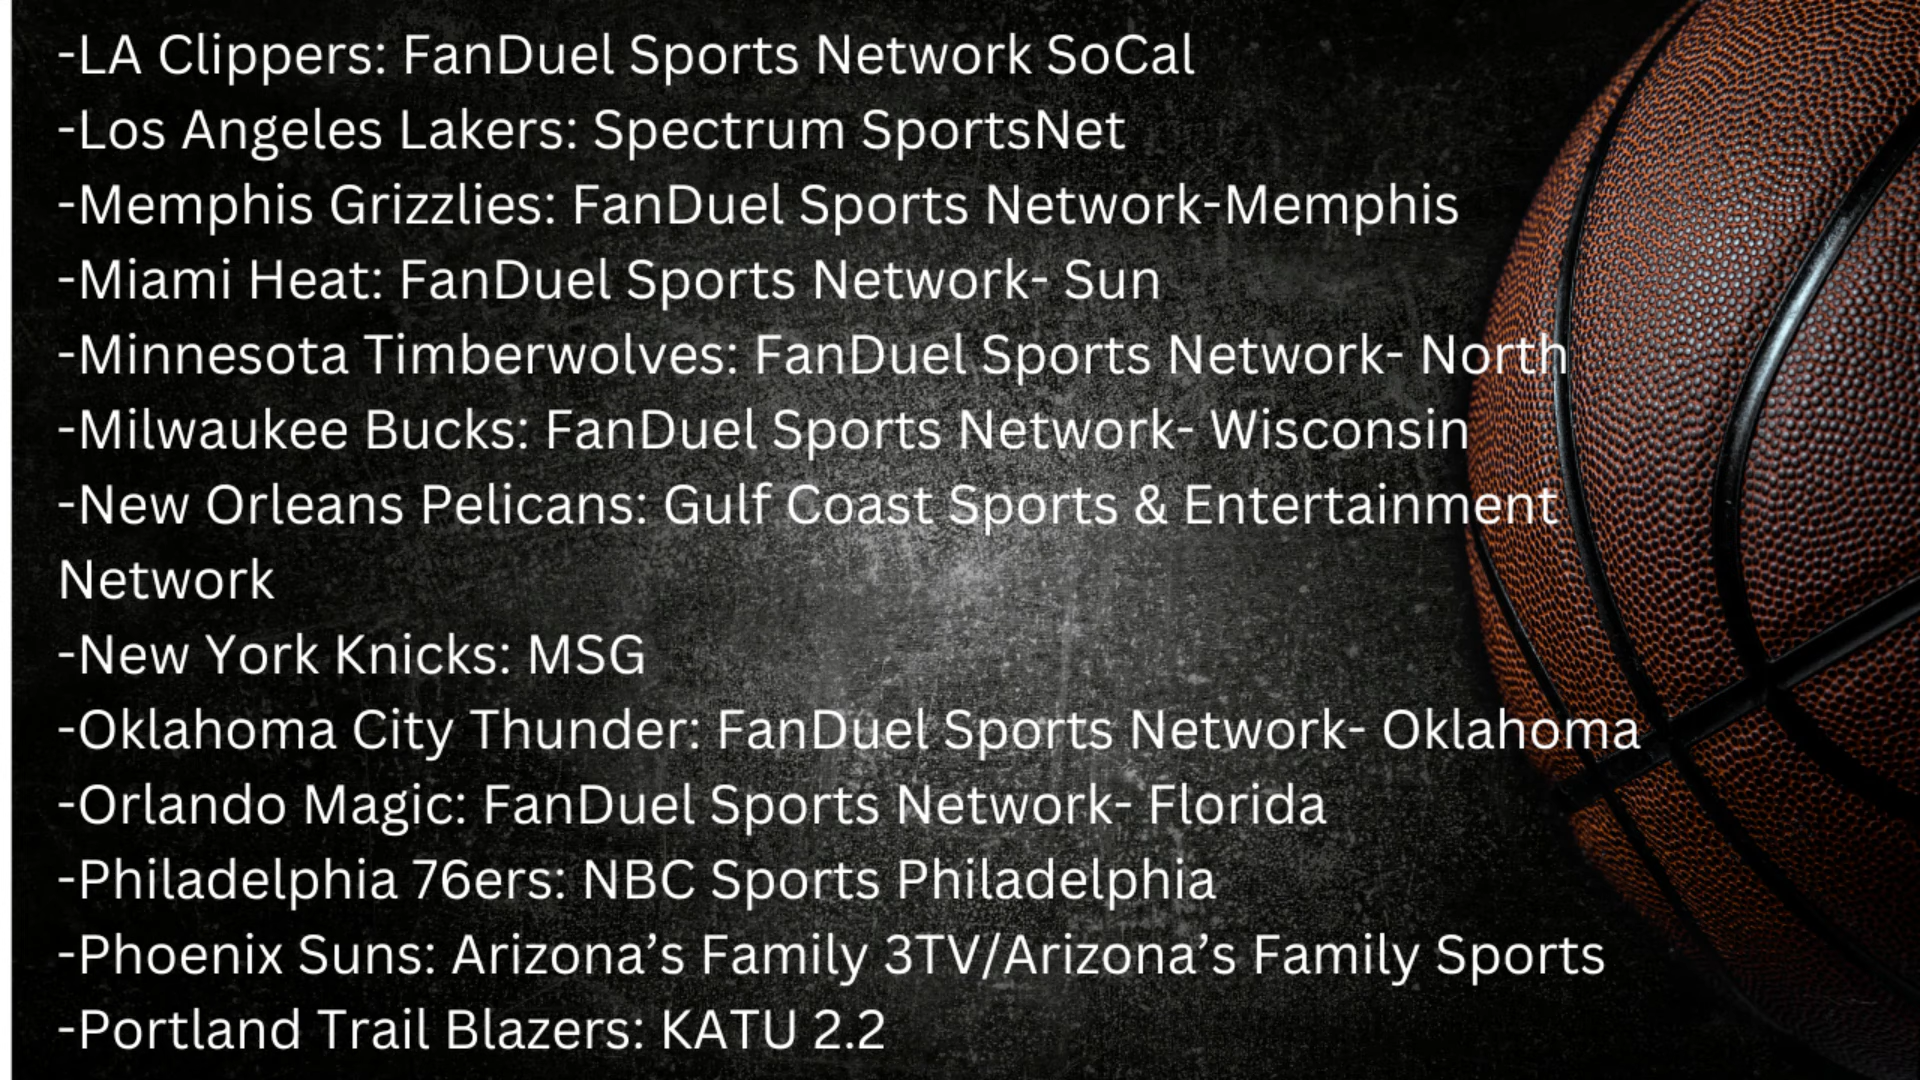 -LA Clippers: FanDuel Sports Network SoCal
-Los Angeles Lakers: Spectrum SportsNet
-Memphis Grizzlies: FanDuel Sports Network-Memphis
-Miami Heat: FanDuel Sports Network- Sun
-Minnesota Timberwolves: FanDuel Sports Network- North
-Milwaukee Bucks: FanDuel Sports Network- Wisconsin
-New Orleans Pelicans: Gulf Coast Sports & Entertainment
Network
-New York Knicks: MSG
-Oklahoma City Thunder: FanDuel Sports Network- Oklahoma
-Orlando Magic: FanDuel Sports Network- Florida
-Philadelphia 76ers: NBC Sports Philadelphia
-Phoenix Suns: Arizona’s Family 3TV/Arizona’s Family Sports
-Portland Trail Blazers: KATU 2.2